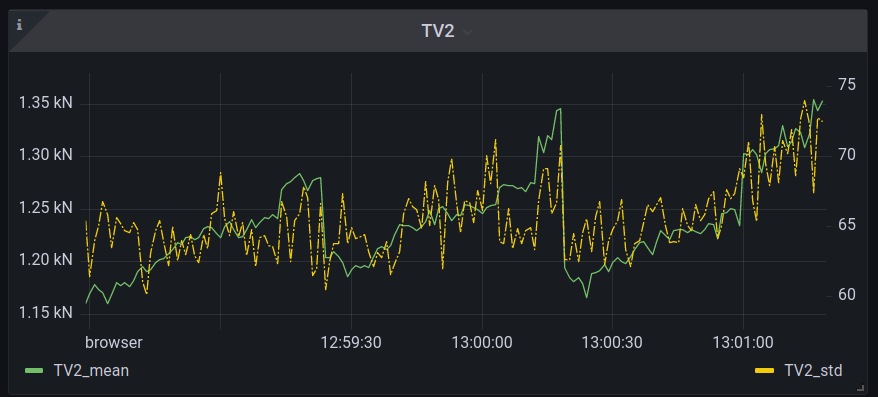 i
TV2
1.35 kN
75
1.30 kN
70
1.25 kN
65
1.20 kN
60
1.15 kN
browser 12:59:30 13:00:00 13:00:30 13:01:00
TV2_mean TV2_std